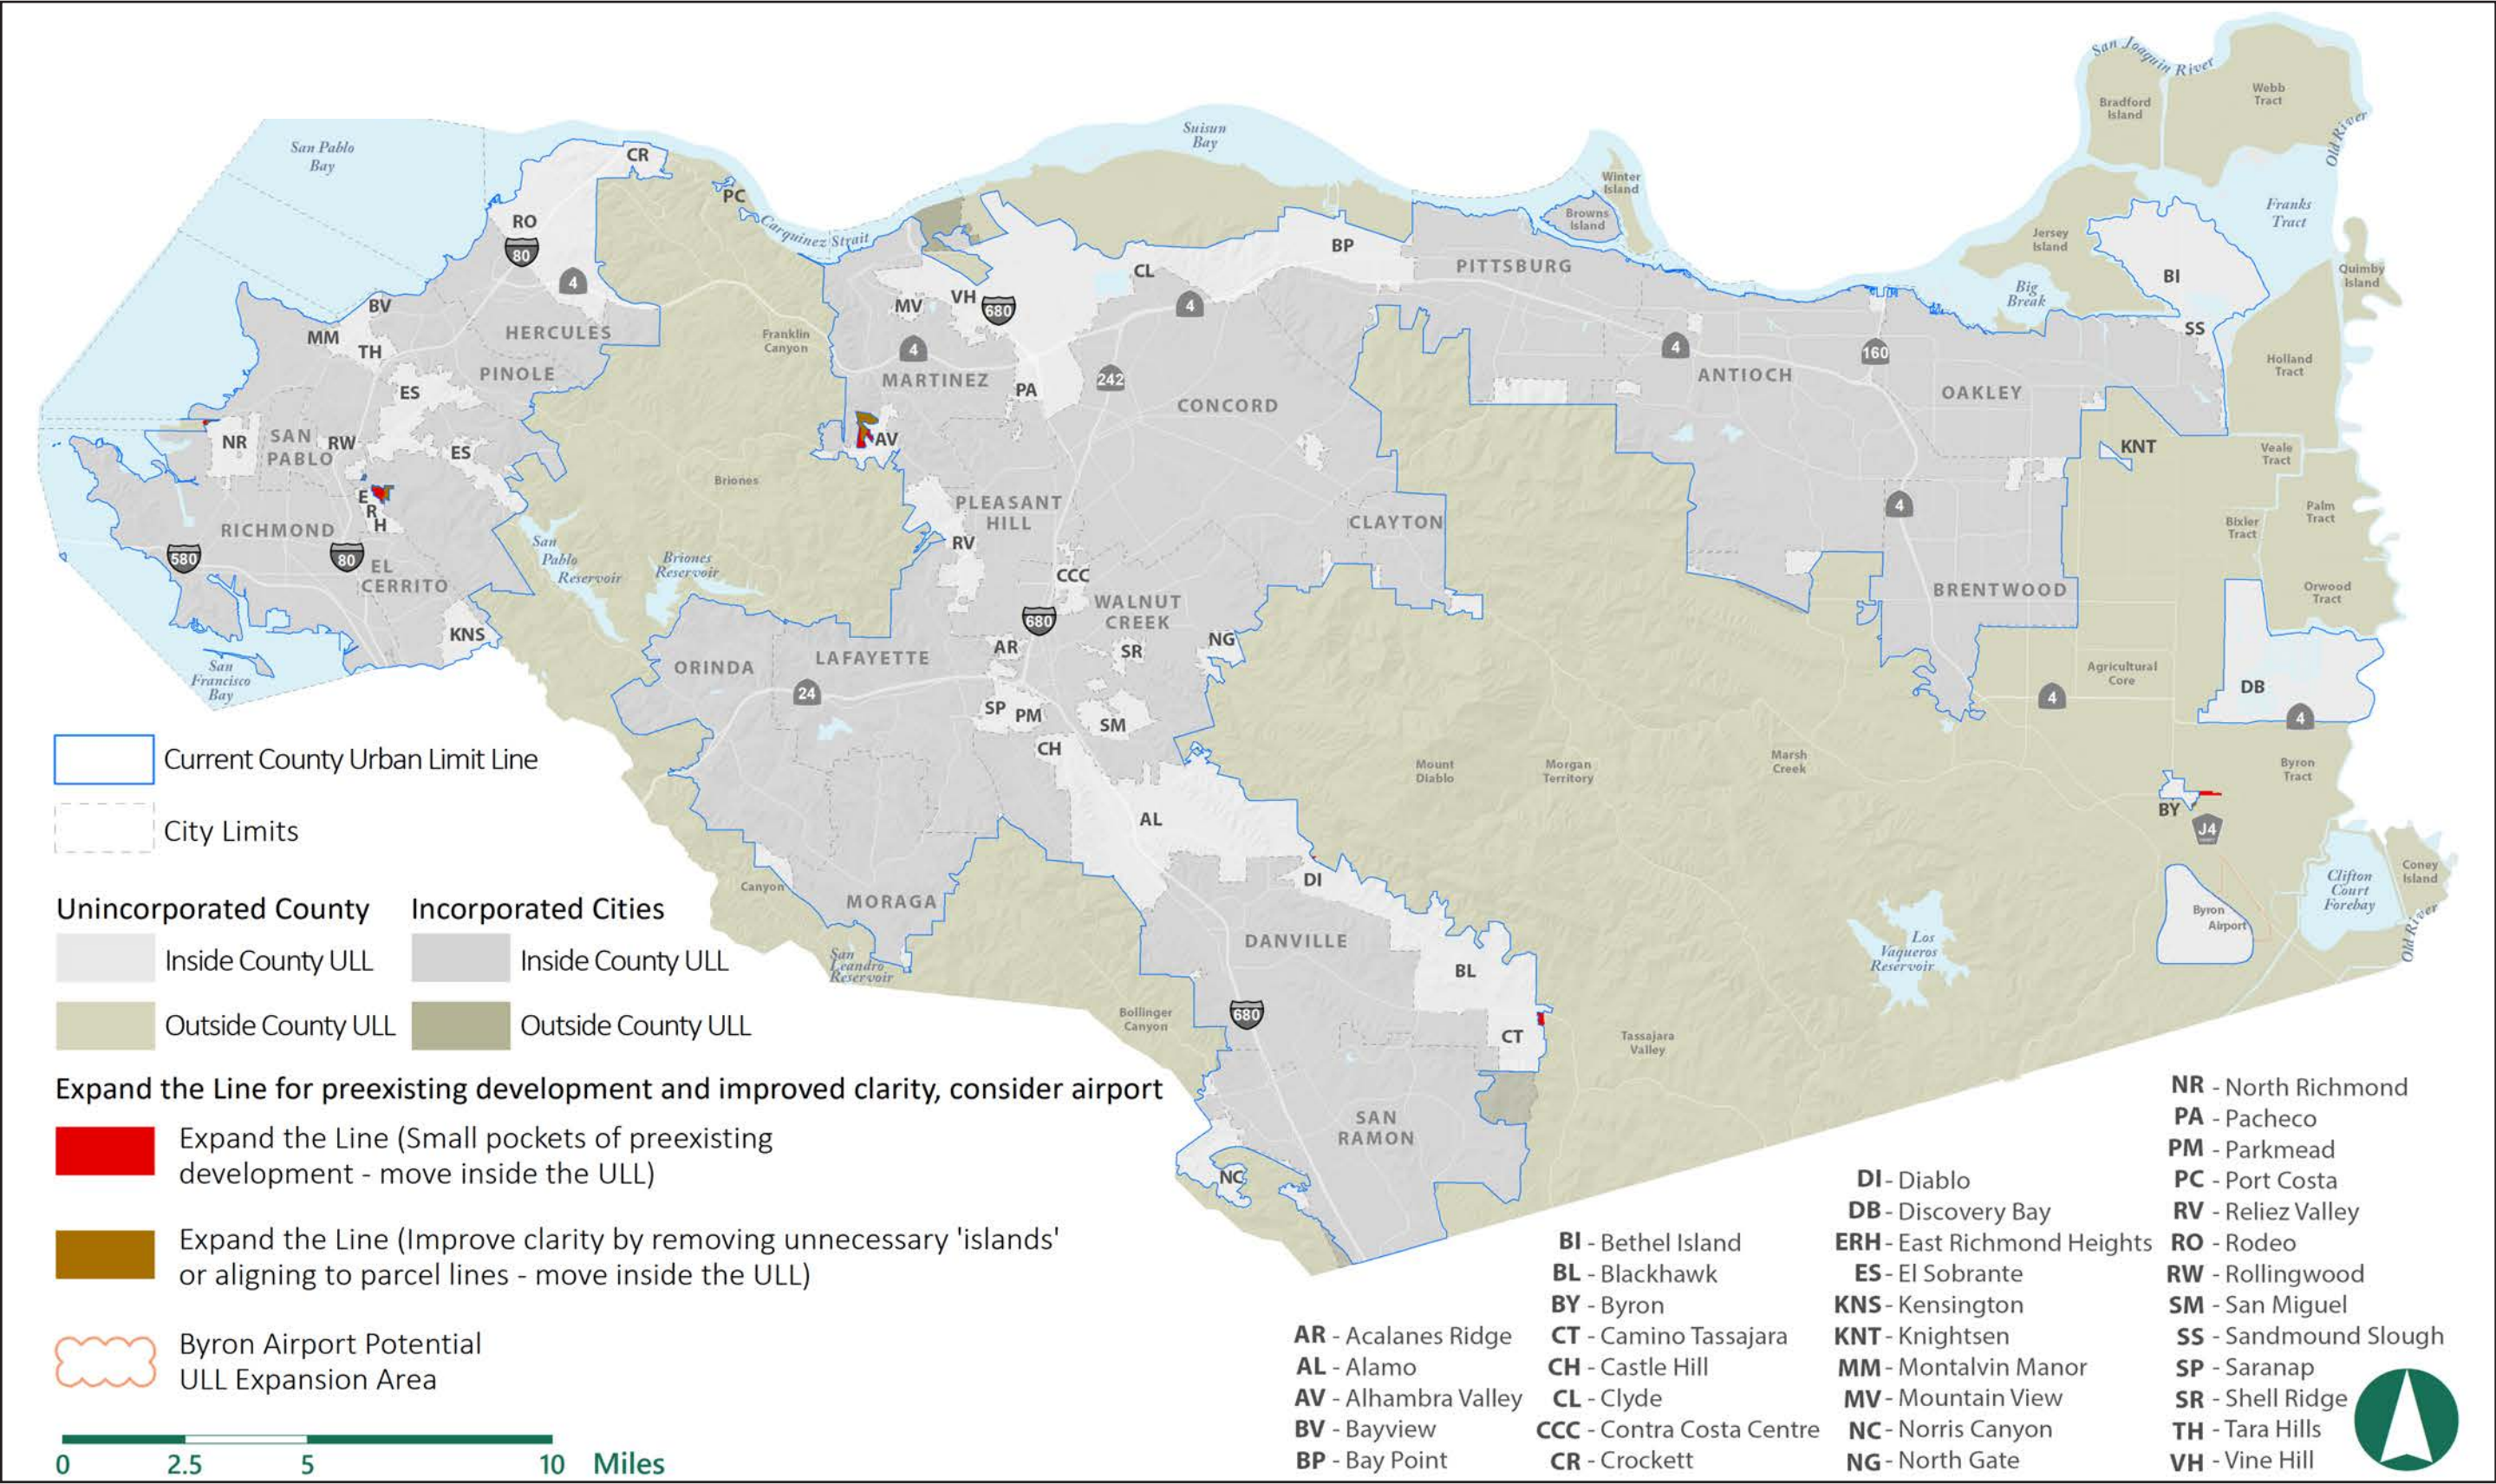 San Joaquin River
Webb
Tract
Bradford
Island
Old River
Suisun
Bay
San Pablo
Bay
CR
Winter
Island
PC
Carquinez Strait
Franks
Tract
RO
80
Browns
Island
Jersey
Island
BP
PITTSBURG
CL
BI
Quimby
Island
4
Big
Break
BV
MV
VH
680
4
SS
MM
HERCULES
Franklin
Canyon
TH
4
4
160
Holland
Tract
PINOLE
MARTINEZ
242
ANTIOCH
ES
PA
OAKLEY
CONCORD
NR
SAN
PABLO
RW
ES
AV
KNT
Veale
Tract
Briones
E
R
H
PLEASANT
HILL
4
Palm
Tract
RICHMOND
CLAYTON
Bixler
Tract
580
80
San
Pablo
Reservoir
Briones
Reservoir
RV
EL
CERRITO
CCC
Orwood
Tract
WALNUT
CREEK
BRENTWOOD
680
KNS
NG
AR
SR
San
Francisco
Bay
ORINDA
LAFAYETTE
Agricultural
Core
24
4
DB
SP
PM
SM
4
CH
Mount
Diablo
Morgan
Territory
Marsh
Creek
Byron
Tract
AL
BY
J4
Canyon
DI
Clifton
Court
Forebay
Coney
Island
Old River
MORAGA
Byron
Airport
DANVILLE
San
Leandro
Reservoir
BL
Los
Vaqueros
Reservoir
Bollinger
Canyon
680
CT
Tassajara
Valley
SAN
RAMON
NC
Current County Urban Limit Line
City Limits
Unincorporated County
Incorporated Cities
Inside County ULL
Inside County ULL
Outside County ULL
Outside County ULL
Expand the Line for preexisting development and improved clarity, consider airport
Expand the Line (Small pockets of preexisting
development - move inside the ULL)
Expand the Line (Improve clarity by removing unnecessary 'islands'
or aligning to parcel lines - move inside the ULL)
Byron Airport Potential
ULL Expansion Area
0 2.5 5 10 Miles
AR - Acalanes Ridge
AL - Alamo
AV - Alhambra Valley
BV - Bayview
BP - Bay Point
BI - Bethel Island
BL - Blackhawk
BY - Byron
CT - Camino Tassajara
CH - Castle Hill
CL - Clyde
CCC - Contra Costa Centre
CR - Crockett
DI - Diablo
DB - Discovery Bay
ERH - East Richmond Heights
ES - El Sobrante
KNS - Kensington
KNT - Knightsen
MM - Montalvin Manor
MV - Mountain View
NC - Norris Canyon
NG - North Gate
NR - North Richmond
PA - Pacheco
PM - Parkmead
PC - Port Costa
RV - Reliez Valley
RO - Rodeo
RW - Rollingwood
SM - San Miguel
SS - Sandmound Slough
SP - Saranap
SR - Shell Ridge
TH - Tara Hills
VH - Vine Hill